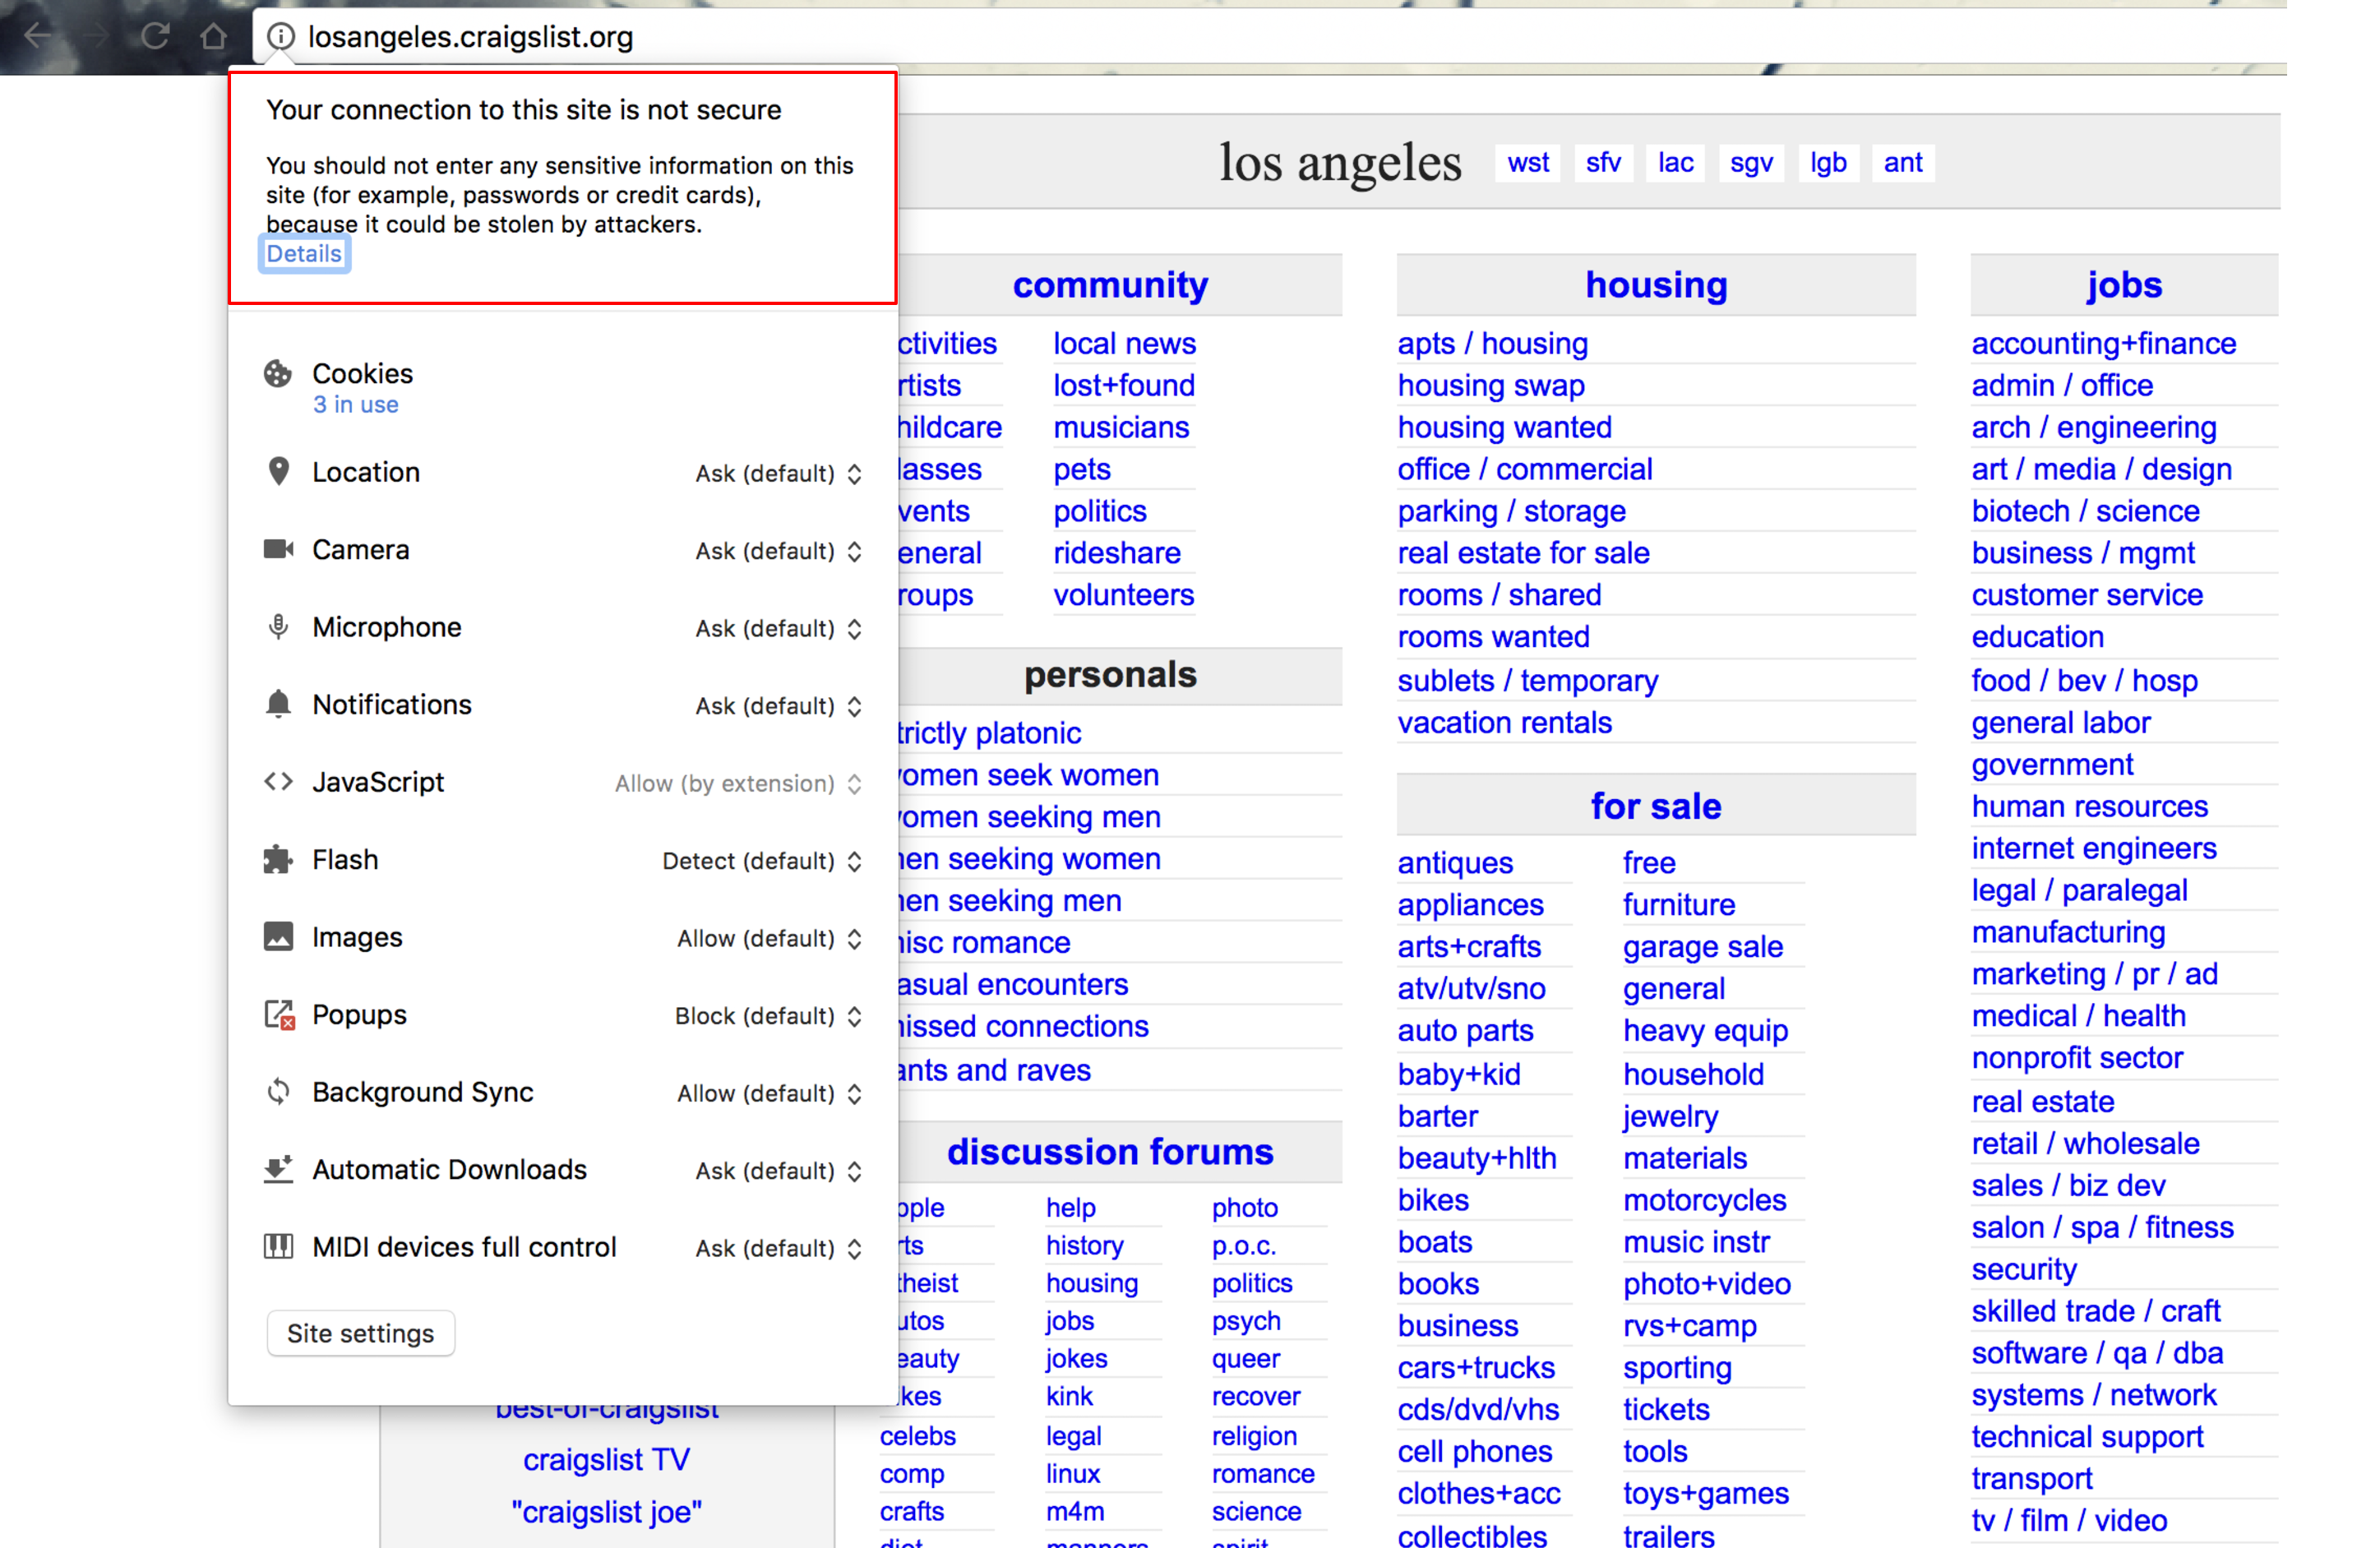 losangeles.craigslist.org
Your connection to this site is not secure
You should not enter any sensitive information on this
site (for example, passwords or credit cards),
because it could be stolen by attackers.
Details
Cookies
3 in use
Location Ask (default)
Camera Ask (default)
Microphone Ask (default)
Notifications Ask (default)
JavaScript Allow (by extension)
Flash Detect (default)
Images Allow (default)
Popups Block (default)
Background Sync Allow (default)
Automatic Downloads Ask (default)
MIDI devices full control Ask (default)
Site settings
best-of-craigslist
craigslist TV
"craigslist joe"
los angeles wst sfv lac sgv lgb ant
community
ctivities local news
rtists lost+found
hildcare musicians
lasses pets
vents politics
eneral rideshare
roups volunteers
personals
trictly platonic
omen seek women
omen seeking men
en seeking women
en seeking men
isc romance
asual encounters
issed connections
ants and raves
discussion forums
pple help photo
rts history p.o.c.
theist housing politics
utos jobs psych
eauty jokes queer
kes kink recover
celebs legal religion
comp linux romance
crafts m4m science
housing
apts / housing
housing swap
housing wanted
office / commercial
parking / storage
real estate for sale
rooms / shared
rooms wanted
sublets / temporary
vacation rentals
for sale
antiques free
appliances furniture
arts+crafts garage sale
atv/utv/sno general
auto parts heavy equip
baby+kid household
barter jewelry
beauty+hlth materials
bikes motorcycles
boats music instr
books photo+video
business rvs+camp
cars+trucks sporting
cds/dvd/vhs tickets
cell phones tools
clothes+acc toys+games
collectibles trailers
jobs
accounting+finance
admin / office
arch / engineering
art / media / design
biotech / science
business / mgmt
customer service
education
food / bev / hosp
general labor
government
human resources
internet engineers
legal / paralegal
manufacturing
marketing / pr / ad
medical / health
nonprofit sector
real estate
retail / wholesale
sales / biz dev
salon / spa / fitness
security
skilled trade / craft
software / qa / dba
systems / network
technical support
transport
tv / film / video